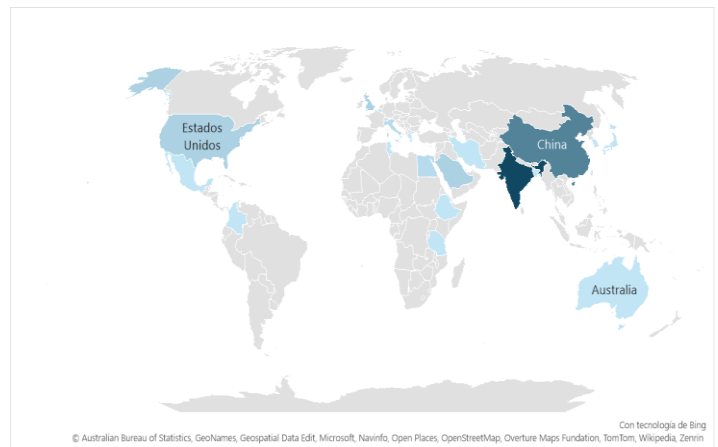 Estados
Unidos
China
Australia
Con tecnología de Bing
© Australian Bureau of Statistics, GeoNames, Geospatial Data Edit, Microsoft, Navinfo, Open Places, OpenStreetMap, Overture Maps Fundation, TomTom, Wikipedia, Zenrin